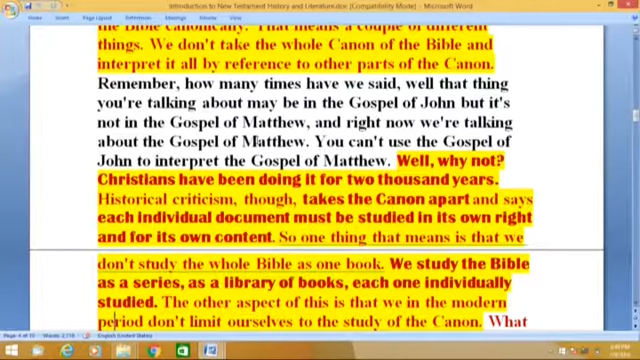 Introduction to New Testament History and Literature.doc [Compatibility Mode] - Microsoft Word
Home Insert Page Layout References Mailings Review View
the Bible canonically. That means a couple of different
things. We don't take the whole Canon of the Bible and
interpret it all by reference to other parts of the Canon.
Remember, how many times have we said, well that thing
you're talking about may be in the Gospel of John but it's
not in the Gospel of Matthew, and right now we're talking
about the Gospel of Matthew. You can't use the Gospel of
John to interpret the Gospel of Matthew. Well, why not?
Christians have been doing it for two thousand years.
Historical criticism, though, takes the Canon apart and says
each individual document must be studied in its own right
and for its own content. So one thing that means is that we
don't study the whole Bible as one book. We study the Bible
as a series, as a library of books, each one individually
studied. The other aspect of this is that we in the modern
period don't limit ourselves to the study of the Canon. What
English (United States)